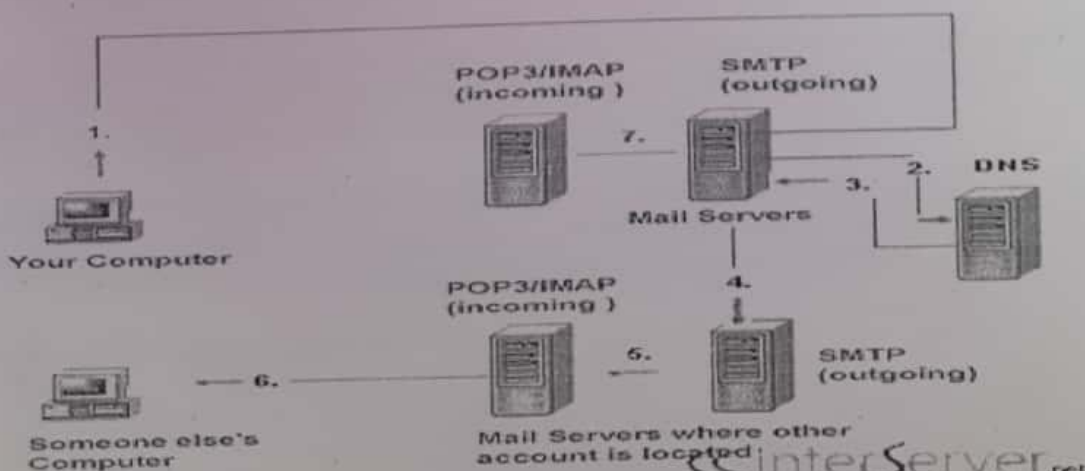 POP3/IMAP
(incoming )
SMTP
(outgoing)
1.
7.
2.
DNS
3.
Mail Servers
Your Computer
POP3/IMAP
(incoming )
4.
5.
SMTP
(outgoing)
6.
Someone else's
Computer
Mail Servers where other
account is located
InterServer